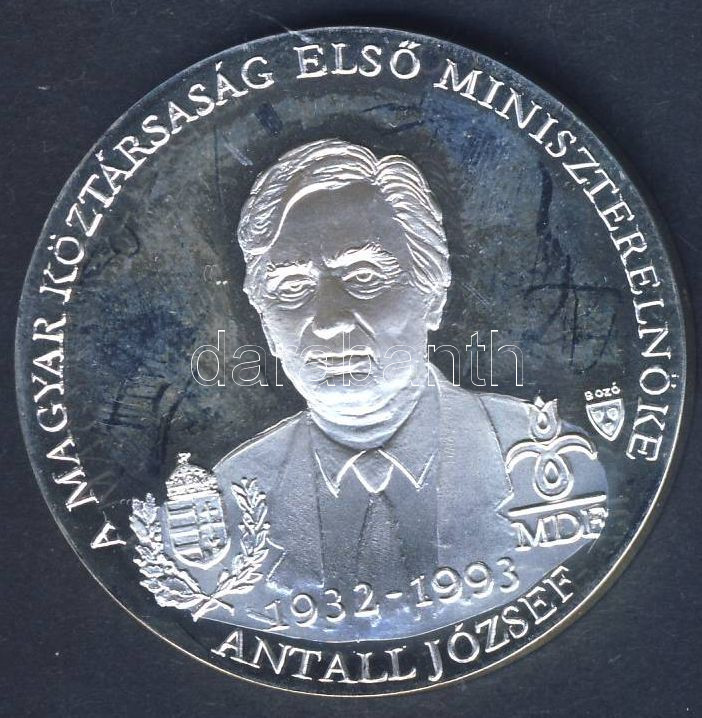 A MAGYAR KÖZTÁRSASÁG ELSŐ MINISZTERELNÖKE
BOZÓ
MDF
1932-1993
ANTALL JÓZSEF
darabanth